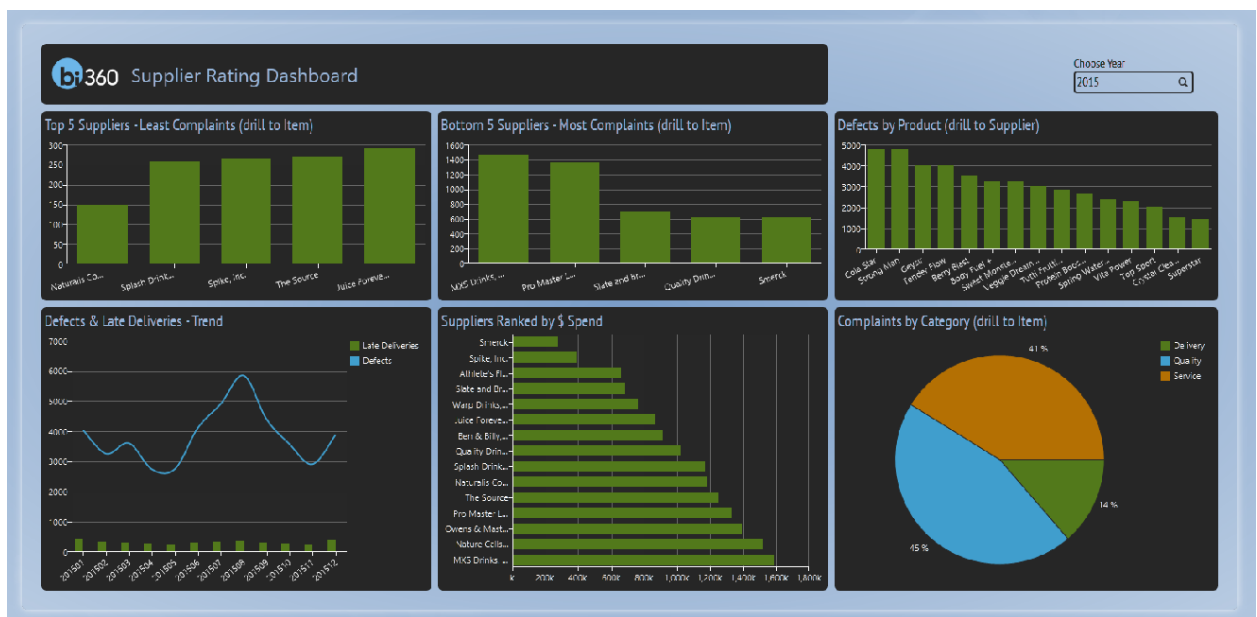 bi 360 Supplier Rating Dashboard
Choose Year
2015
Top 5 Suppliers - Least Complaints (drill to Item)
300
250
200
150
100
50
0
Naturalis Co...
Splash Drink...
Spike, Inc.
The Source
Juice Foreve...
Bottom 5 Suppliers - Most Complaints (drill to Item)
1600
1400
1200
1000
800
600
400
200
0
MXS Drinks, ...
Pro Master L...
Slate and Br...
Quality Drin...
Smerck
Defects by Product (drill to Supplier)
5000
4000
3000
2000
1000
0
Cola Star
Strong Man
Geysir
Tender Flow
Berry Blast
Body Fuel +
Sweet Montie...
Veggie Dream...
Tutti Frutti...
Protein Boos...
Spring Water...
Vita Power
Top Sport
Crystal Clea...
Superstar
Defects & Late Deliveries - Trend
7000
6000
5000
4000
3000
2000
1000
0
201501
201502
201503
201504
201505
201506
201507
201508
201509
201510
201511
201512
Late Deliveries
Defects
Suppliers Ranked by $ Spend
Smerck
Spike, Inc.
Athlete's Fl...
Slate and Br...
Warp Drinks,...
Juice Foreve...
Ben & Billy,...
Quality Drin...
Splash Drink...
Naturalis Co...
The Source
Pro Master L...
Owens & Mast...
Nature Cells...
MXS Drinks ...
k
200k
400k
600k
800k
1,000k
1,200k
1,400k
1,600k
1,800k
Complaints by Category (drill to Item)
41 %
14 %
45 %
Delivery
Quality
Service